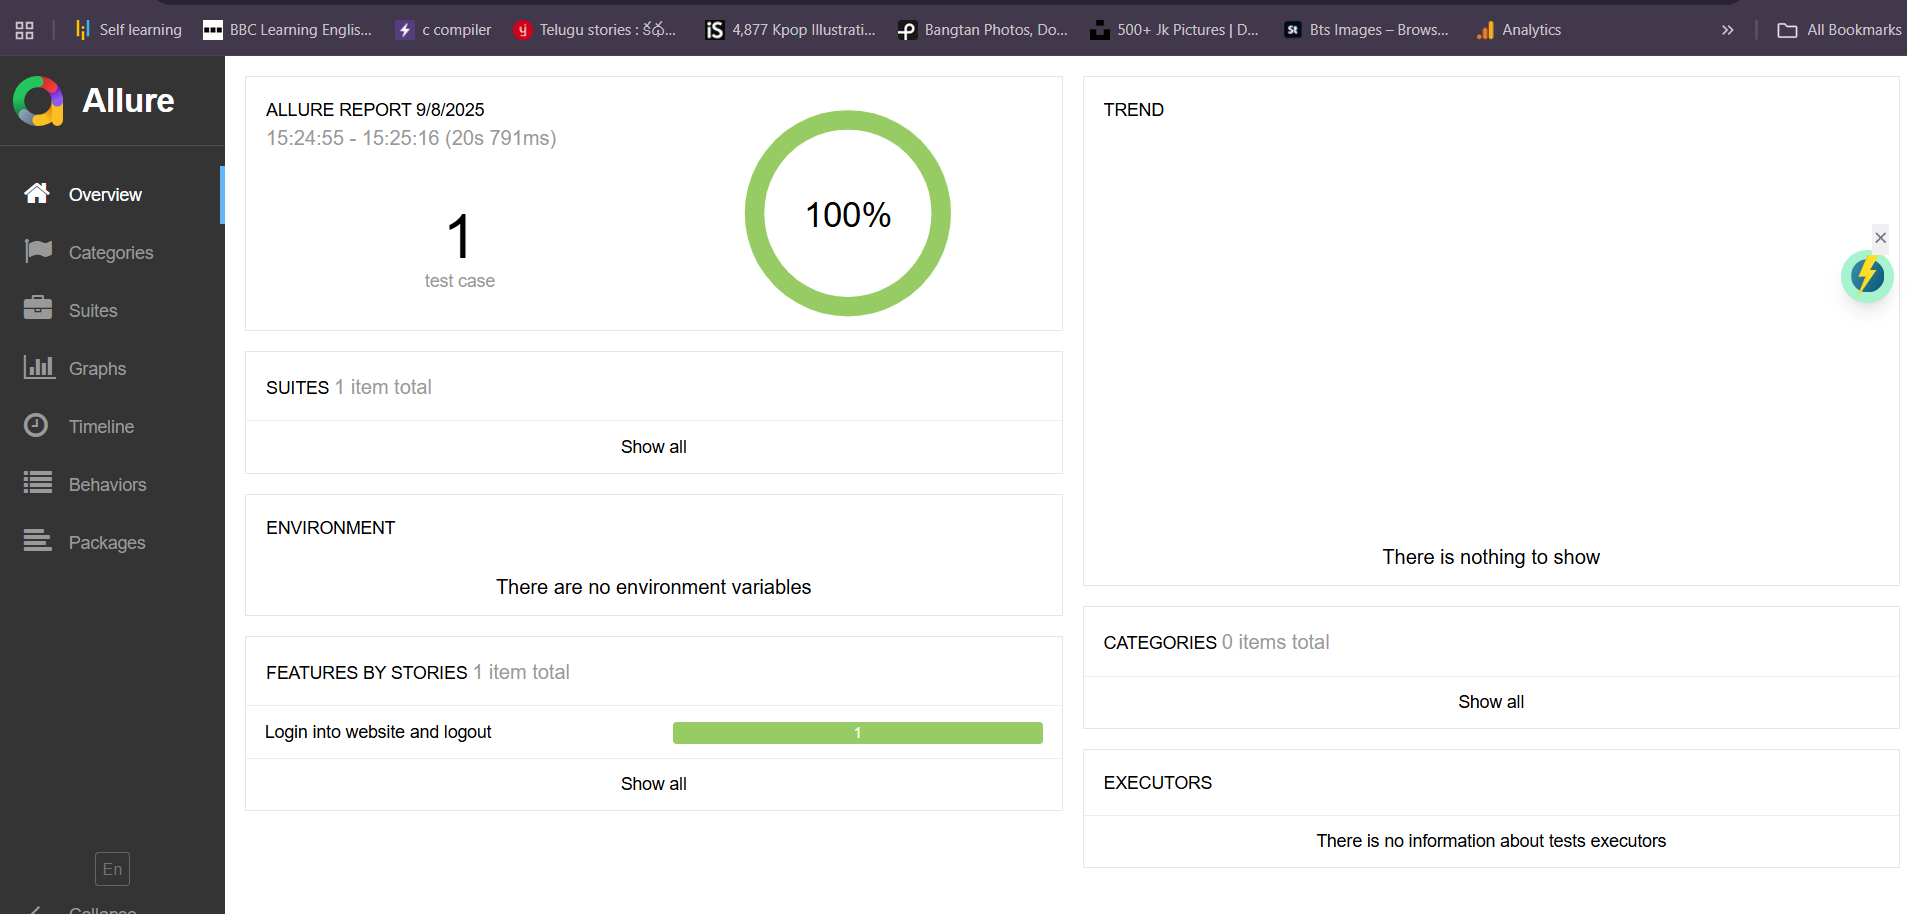 Self learning
BBC Learning Englis...
c compiler
Telugu stories : కథ...
4,877 Kpop Illustrati...
Bangtan Photos, Do...
500+ Jk Pictures | D...
Bts Images – Brows...
Analytics
All Bookmarks
Allure
Overview
Categories
Suites
Graphs
Timeline
Behaviors
Packages
En
Collapse
ALLURE REPORT 9/8/2025
15:24:55 - 15:25:16 (20s 791ms)
1
test case
100%
SUITES 1 item total
Show all
ENVIRONMENT
There are no environment variables
FEATURES BY STORIES 1 item total
Login into website and logout
1
Show all
TREND
There is nothing to show
CATEGORIES 0 items total
Show all
EXECUTORS
There is no information about tests executors